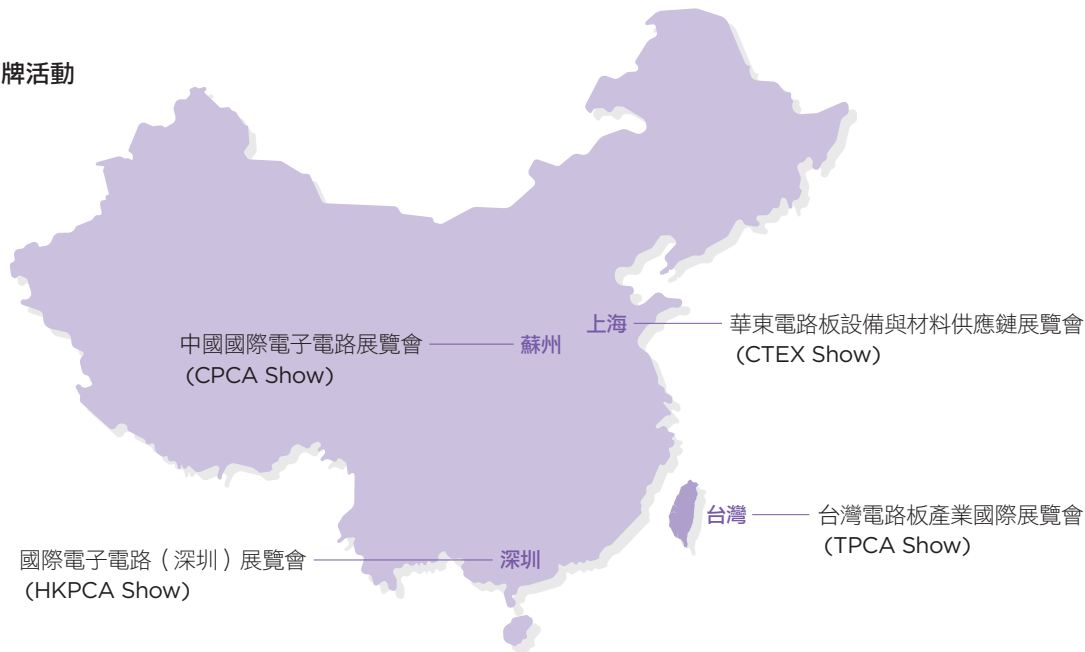 牌活動
上海
華東電路板設備與材料供應鏈展覽會
(CTEX Show)
中國國際電子電路展覽會
(CPCA Show)
蘇州
台灣
台灣電路板產業國際展覽會
(TPCA Show)
國際電子電路（深圳）展覽會
(HKPCA Show)
深圳